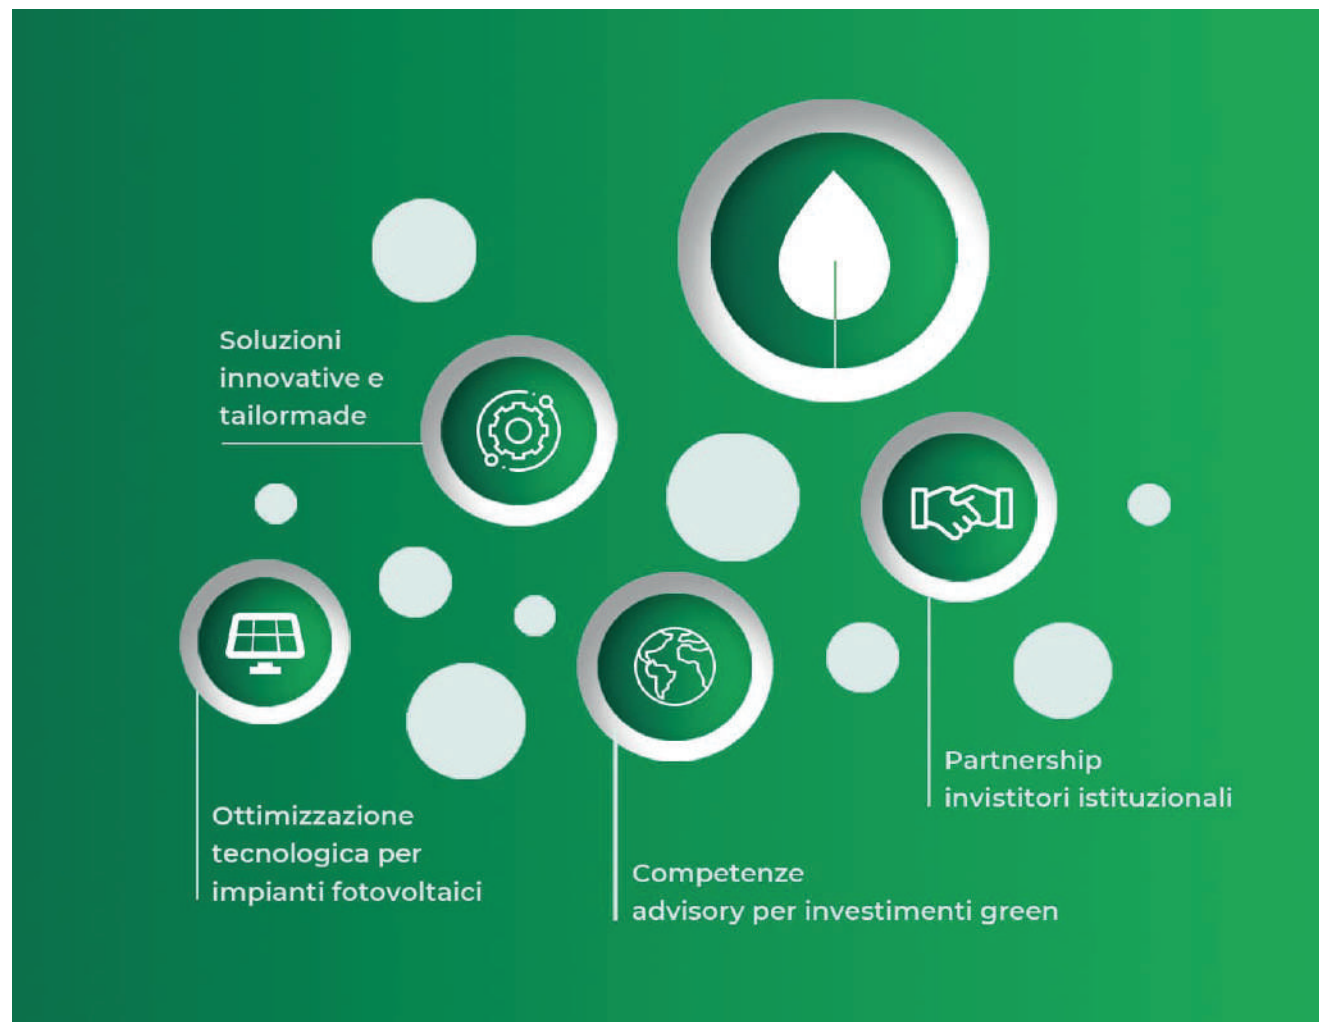 Soluzioni
innovative e
tailormade
Ottimizzazione
tecnologica per
impianti fotovoltaici
Competenze
advisory per investimenti green
Partnership
invistitori istituzionali